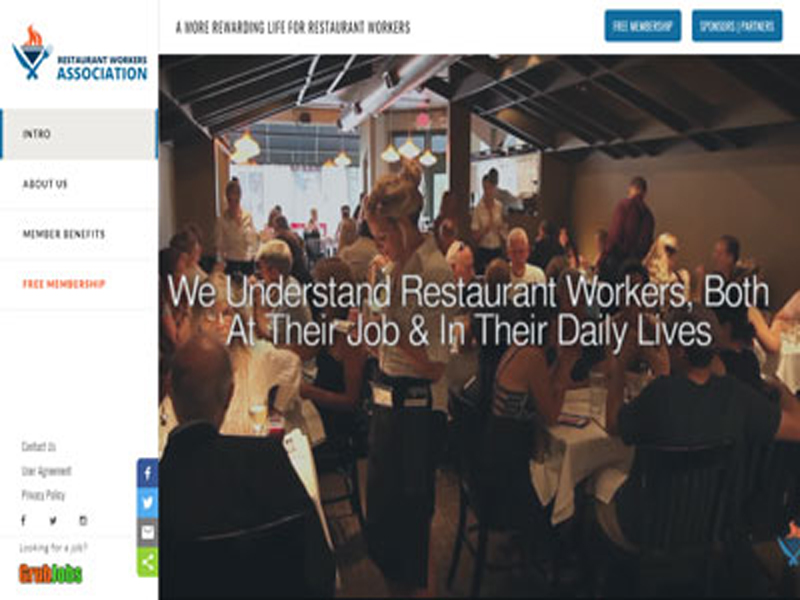 RESTAURANT WORKERS
ASSOCIATION
A MORE REWARDING LIFE FOR RESTAURANT WORKERS
FREE MEMBERSHIP
SPONSORS | PARTNERS
INTRO
ABOUT US
MEMBER BENEFITS
FREE MEMBERSHIP
We Understand Restaurant Workers, Both
At Their Job & In Their Daily Lives
Contact Us
User Agreement
Privacy Policy
Looking for a job?
GrubJobs